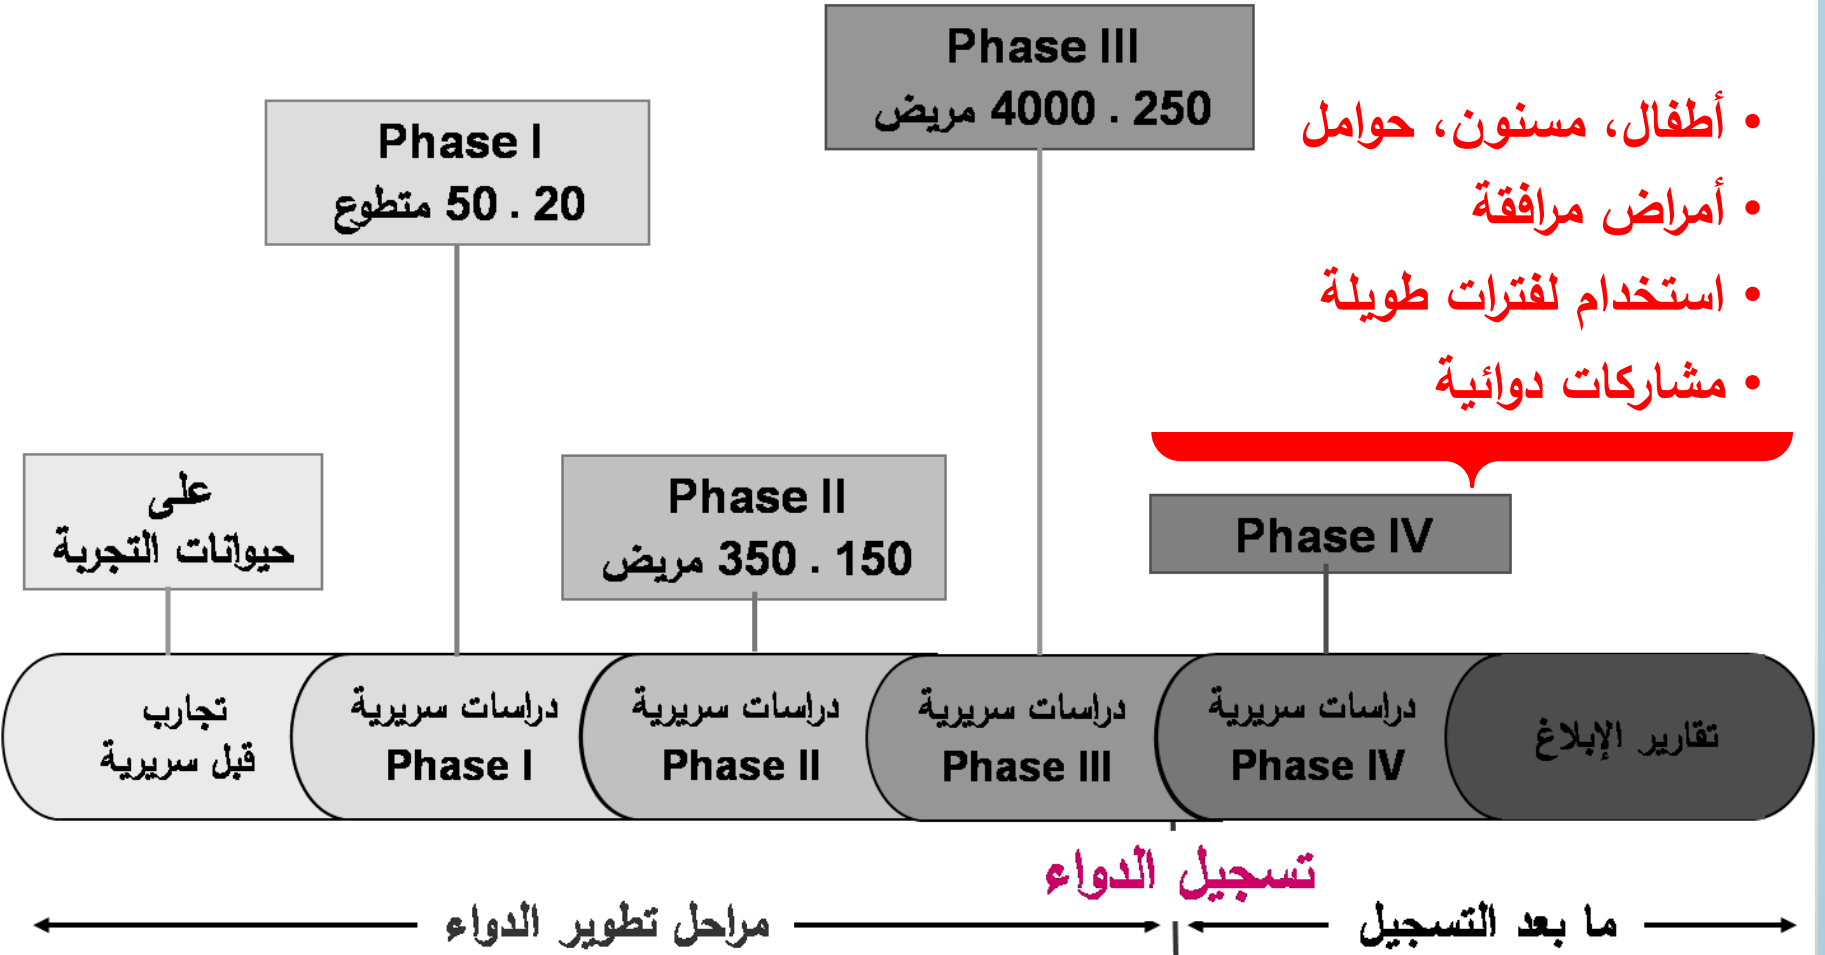 Phase III
250 . 4000 مريض
Phase I
20 . 50 متطوع
• أطفال، مسنون، حوامل
• أمراض مرافقة
• استخدام لفترات طويلة
• مشاركات دوائية
على
حيوانات التجربة
Phase II
150 . 350 مريض
Phase IV
تجارب
قبل سريرية
دراسات سريرية
Phase I
دراسات سريرية
Phase II
دراسات سريرية
Phase III
دراسات سريرية
Phase IV
تقارير الإبلاغ
تسجيل الدواء
مراحل تطوير الدواء
ما بعد التسجيل